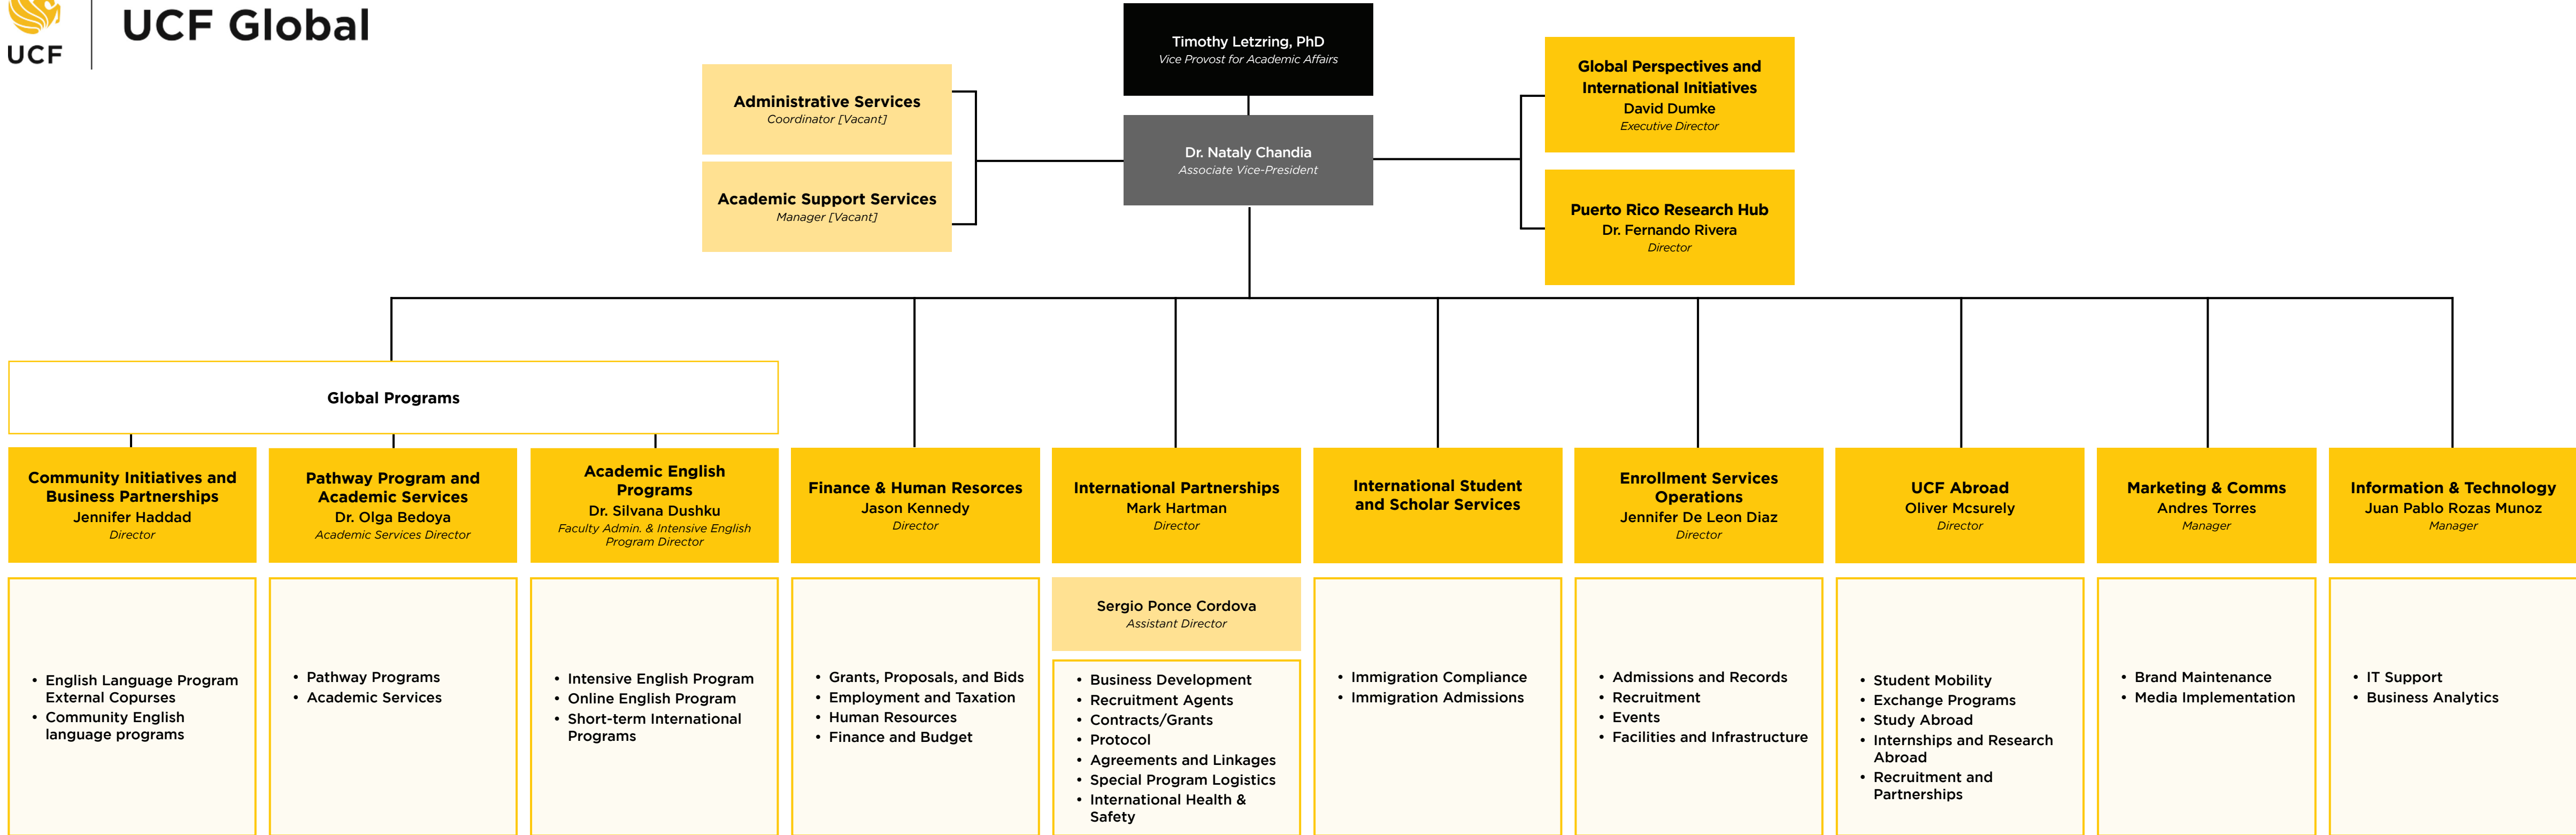 UCF
UCF Global
Timothy Letzring, PhD
Vice Provost for Academic Affairs
Administrative Services
Coordinator [Vacant]
Academic Support Services
Manager [Vacant]
Dr. Nataly Chandia
Associate Vice-President
Global Perspectives and
International Initiatives
David Dumke
Executive Director
Puerto Rico Research Hub
Dr. Fernando Rivera
Director
Global Programs
Community Initiatives and
Business Partnerships
Jennifer Haddad
Director
• English Language Program
External Copurses
• Community English
language programs
Pathway Program and
Academic Services
Dr. Olga Bedoya
Academic Services Director
• Pathway Programs
• Academic Services
Academic English
Programs
Dr. Silvana Dushku
Faculty Admin. & Intensive English
Program Director
• Intensive English Program
• Online English Program
• Short-term International
Programs
Finance & Human Resorces
Jason Kennedy
Director
• Grants, Proposals, and Bids
• Employment and Taxation
• Human Resources
• Finance and Budget
International Partnerships
Mark Hartman
Director
Sergio Ponce Cordova
Assistant Director
• Business Development
• Recruitment Agents
• Contracts/Grants
• Protocol
• Agreements and Linkages
• Special Program Logistics
• International Health &
Safety
International Student
and Scholar Services
• Immigration Compliance
• Immigration Admissions
Enrollment Services
Operations
Jennifer De Leon Diaz
Director
• Admissions and Records
• Recruitment
• Events
• Facilities and Infrastructure
UCF Abroad
Oliver Mcsurely
Director
• Student Mobility
• Exchange Programs
• Study Abroad
• Internships and Research
Abroad
• Recruitment and
Partnerships
Marketing & Comms
Andres Torres
Manager
• Brand Maintenance
• Media Implementation
Information & Technology
Juan Pablo Rozas Munoz
Manager
• IT Support
• Business Analytics